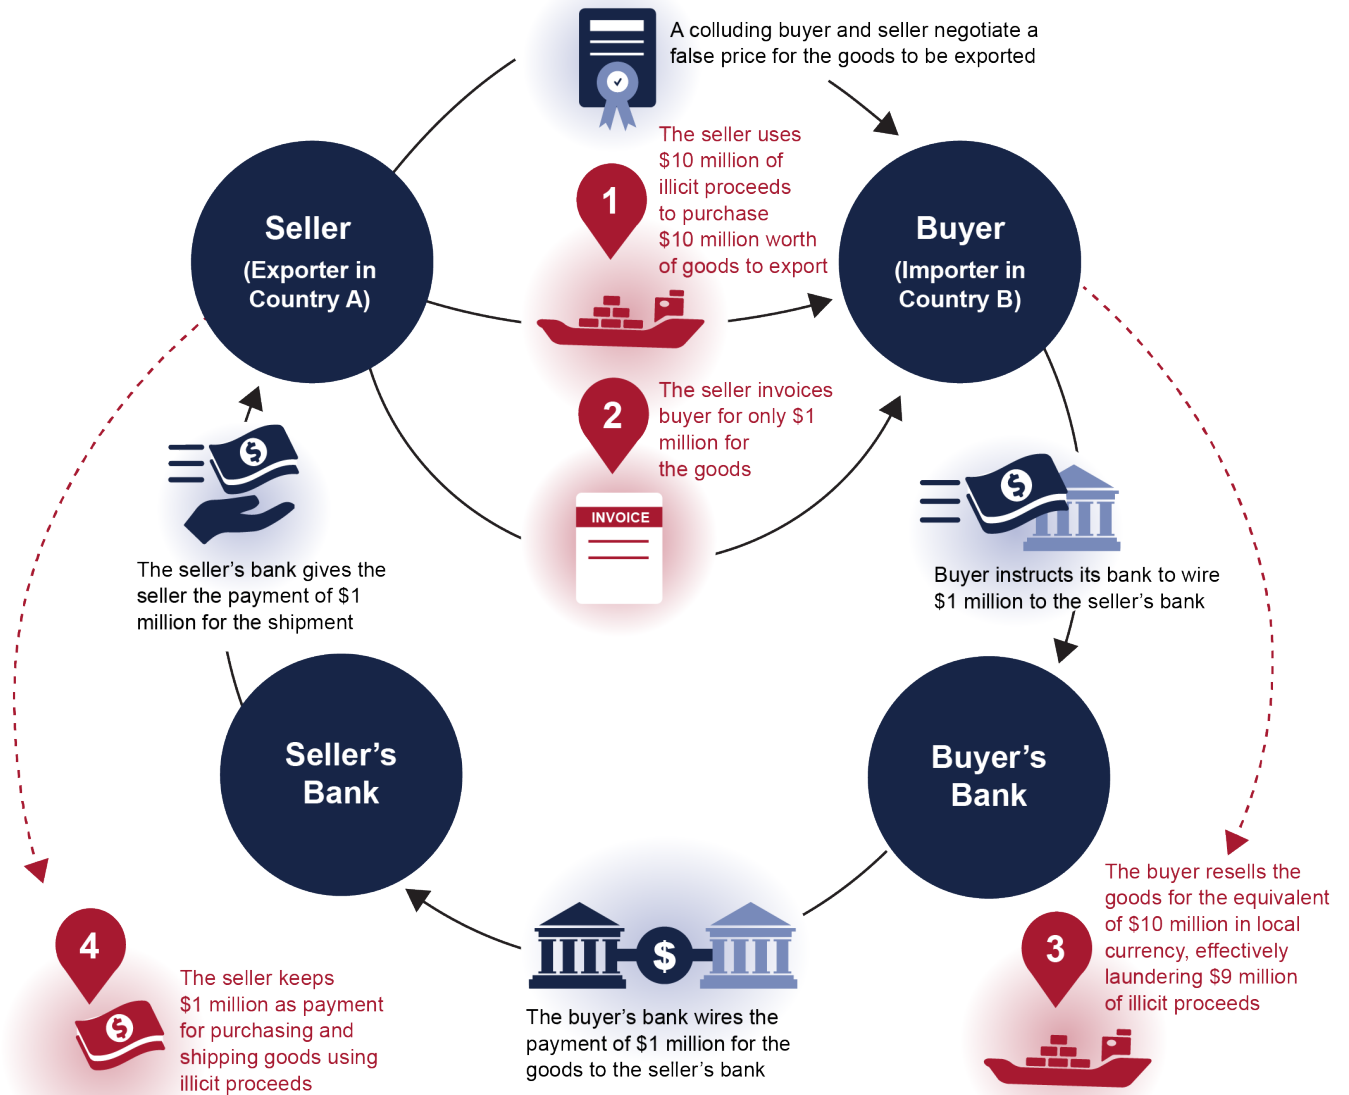 A colluding buyer and seller negotiate a
false price for the goods to be exported
Seller
(Exporter in
Country A)
1
The seller uses
$10 million of
illicit proceeds
to purchase
$10 million worth
of goods to export
Buyer
(Importer in
Country B)
2
The seller invoices
buyer for only $1
million for
the goods
INVOICE
$
The seller’s bank gives the
seller the payment of $1
million for the shipment
$
Buyer instructs its bank to wire
$1 million to the seller’s bank
Seller’s
Bank
Buyer’s
Bank
$
The buyer’s bank wires the
payment of $1 million for the
goods to the seller’s bank
3
The buyer resells the
goods for the equivalent
of $10 million in local
currency, effectively
laundering $9 million
of illicit proceeds
4
$
The seller keeps
$1 million as payment
for purchasing and
shipping goods using
illicit proceeds